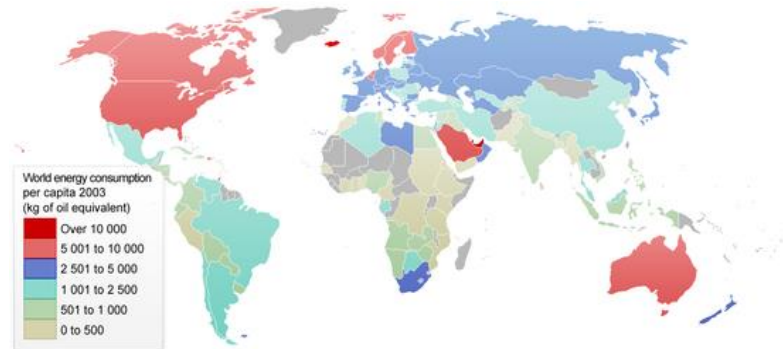 World energy consumption
per capita 2003
(kg of oil equivalent)
Over 10 000
5 001 to 10 000
2 501 to 5 000
1 001 to 2 500
501 to 1 000
0 to 500